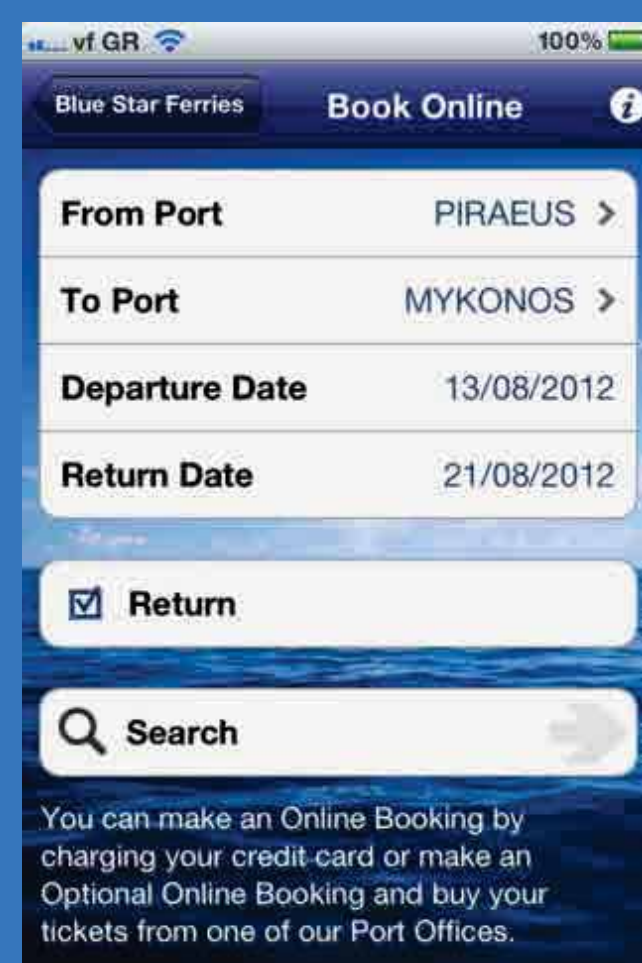 vf GR 100%
Blue Star Ferries Book Online i
From Port PIRAEUS >
To Port MYKONOS >
Departure Date 13/08/2012
Return Date 21/08/2012
Return
Search
You can make an Online Booking by
charging your credit card or make an
Optional Online Booking and buy your
tickets from one of our Port Offices.